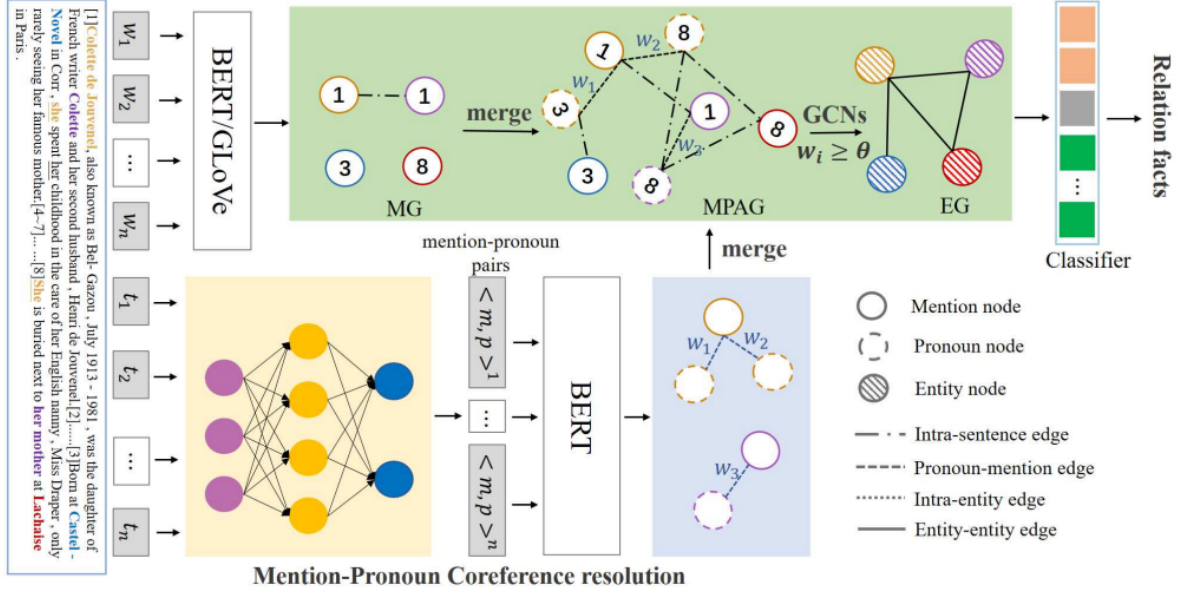 [1]Colette de Jouvenel, also known as Bel- Gazou , July 1913 - 1981 , was the daughter of
French writer Colette and her second husband , Henri de Jouvenel.[2]......[3]Born at Castel -
Novel in Corr , she spent her childhood in the care of her English nanny , Miss Draper , only
rarely seeing her famous mother.[4~7]... ...[8]She is buried next to her mother at Lachaise
in Paris .
w1
w2
...
wn
t1
t2
...
tn
BERT/GLoVe
1
1
3
8
MG
merge
1
8
3
1
8
3
8
w1
w2
w3
MPAG
GCNs
wi ≥ θ
EG
...
Classifier
Relation facts
merge
mention-pronoun
pairs
< m, p >1
...
< m, p >n
BERT
w1
w2
w3
Mention node
Pronoun node
Entity node
Intra-sentence edge
Pronoun-mention edge
Intra-entity edge
Entity-entity edge
Mention-Pronoun Coreference resolution